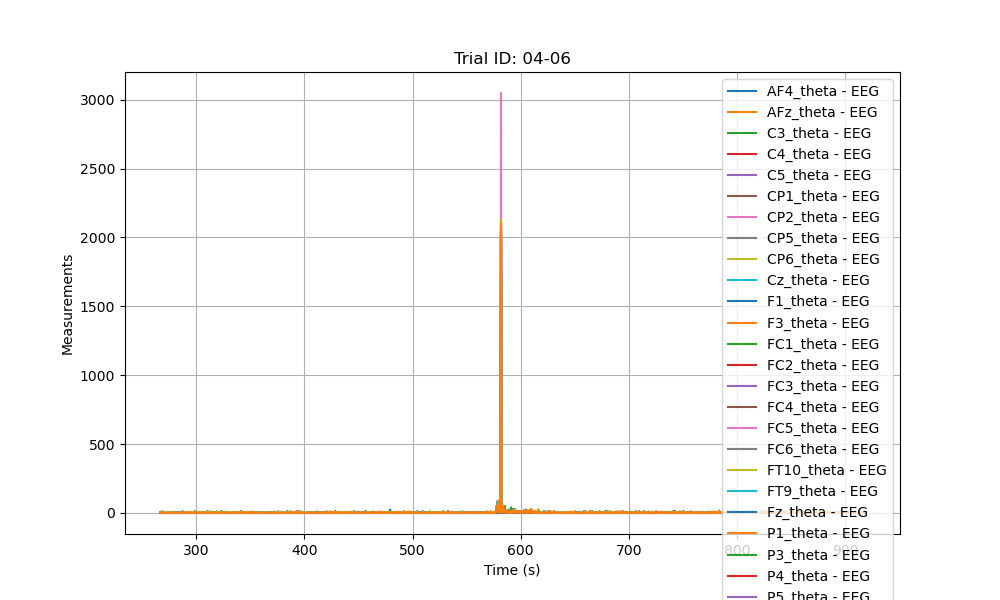 Trial ID: 04-06
3000
2500
2000
1500
1000
500
0
Measurements
300
400
500
600
700
800
900
Time (s)
AF4_theta - EEG
AFz_theta - EEG
C3_theta - EEG
C4_theta - EEG
C5_theta - EEG
CP1_theta - EEG
CP2_theta - EEG
CP5_theta - EEG
CP6_theta - EEG
Cz_theta - EEG
F1_theta - EEG
F3_theta - EEG
FC1_theta - EEG
FC2_theta - EEG
FC3_theta - EEG
FC4_theta - EEG
FC5_theta - EEG
FC6_theta - EEG
FT10_theta - EEG
FT9_theta - EEG
Fz_theta - EEG
P1_theta - EEG
P3_theta - EEG
P4_theta - EEG
P5_theta - EEG